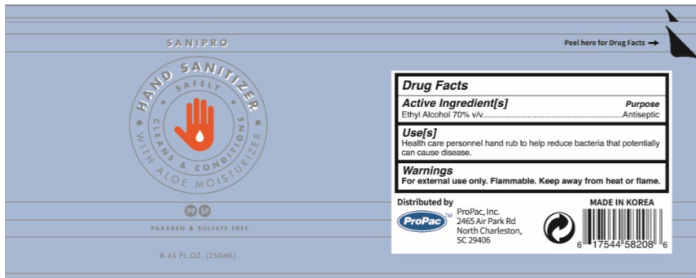 SANIPRO
HAND SANITIZER
SAFELY
CLEANS & CONDITIONS
WITH ALOE MOISTURIZER
PF SF
PARABEN & SULFATE FREE
8.45 FL.OZ. (250ML)
Peel here for Drug Facts →
Drug Facts
Active Ingredient[s] Purpose
Ethyl Alcohol 70% v/v.......................................................Antiseptic
Use[s]
Health care personnel hand rub to help reduce bacteria that potentially
can cause disease.
Warnings
For external use only. Flammable. Keep away from heat or flame.
Distributed by
ProPac™
ProPac, Inc.
2465 Air Park Rd
North Charleston,
SC 29406
MADE IN KOREA
6 17544 58208 6